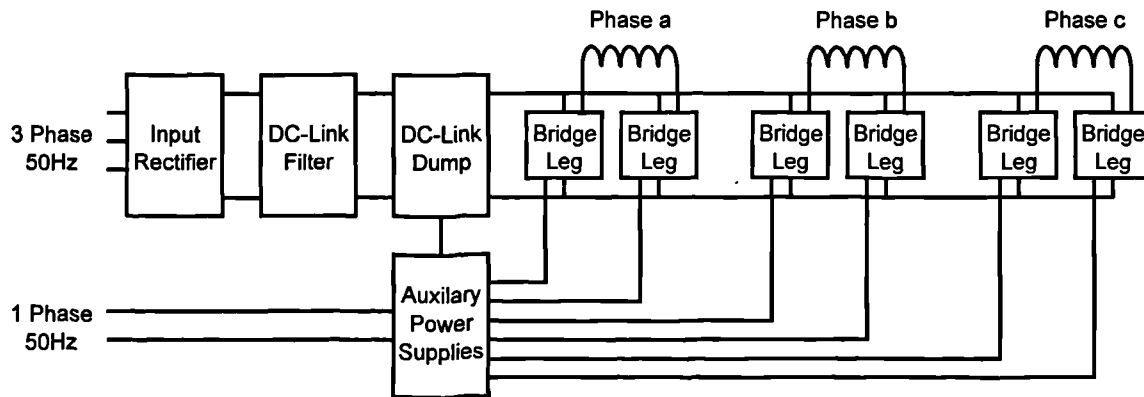 Phase a
Phase b
Phase c
3 Phase
50Hz
Input
Rectifier
DC-Link
Filter
DC-Link
Dump
Bridge
Leg
Bridge
Leg
Bridge
Leg
Bridge
Leg
Bridge
Leg
Bridge
Leg
1 Phase
50Hz
Auxilary
Power
Supplies